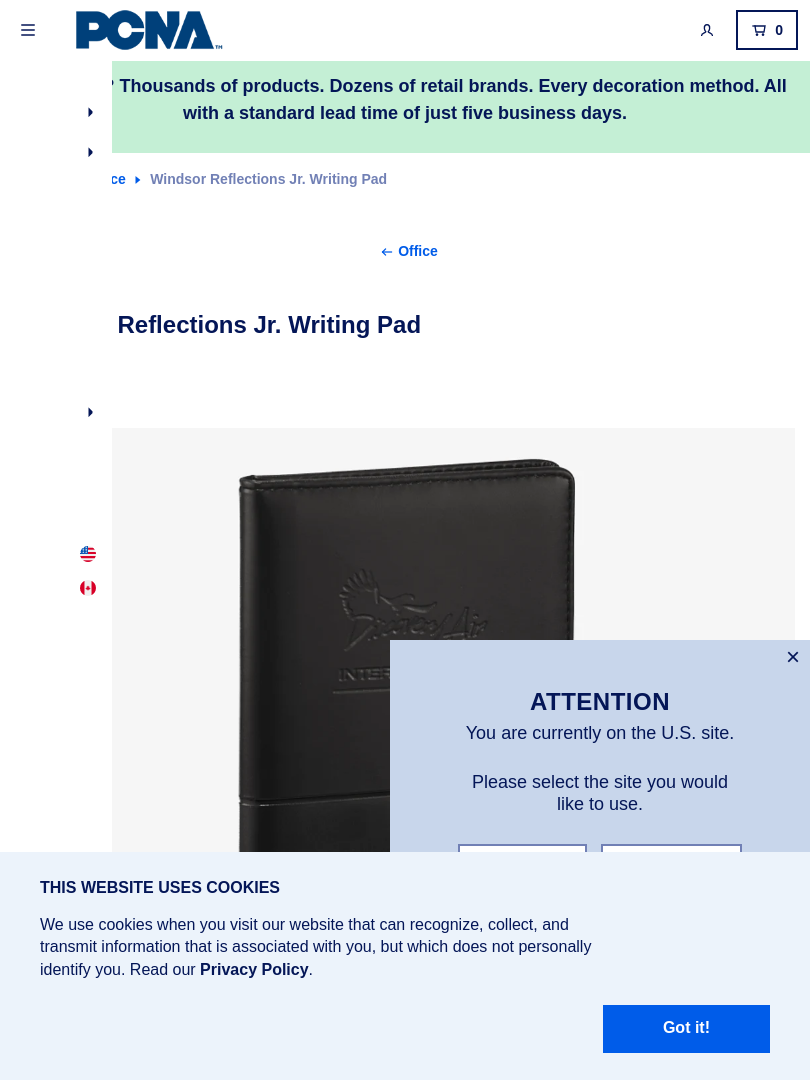 PCNA™
0
? Thousands of products. Dozens of retail brands. Every decoration method. All
with a standard lead time of just five business days.
ce Windsor Reflections Jr. Writing Pad
← Office
Reflections Jr. Writing Pad
DreamAir
×
ATTENTION
You are currently on the U.S. site.
Please select the site you would
like to use.
THIS WEBSITE USES COOKIES
We use cookies when you visit our website that can recognize, collect, and
transmit information that is associated with you, but which does not personally
identify you. Read our Privacy Policy.
Got it!